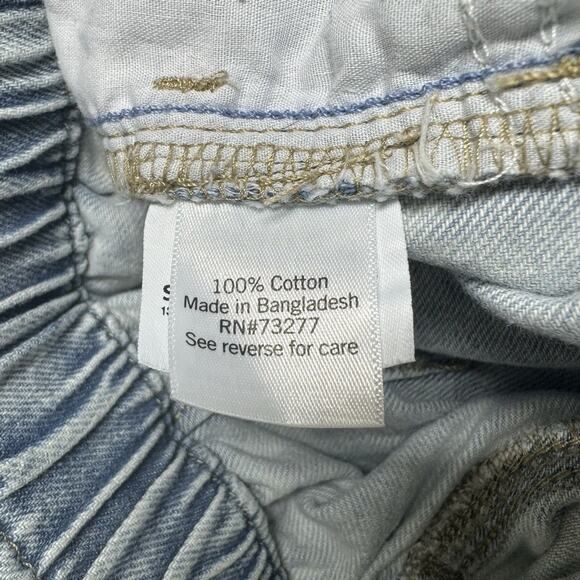 100% Cotton
Made in Bangladesh
RN#73277
See reverse for care